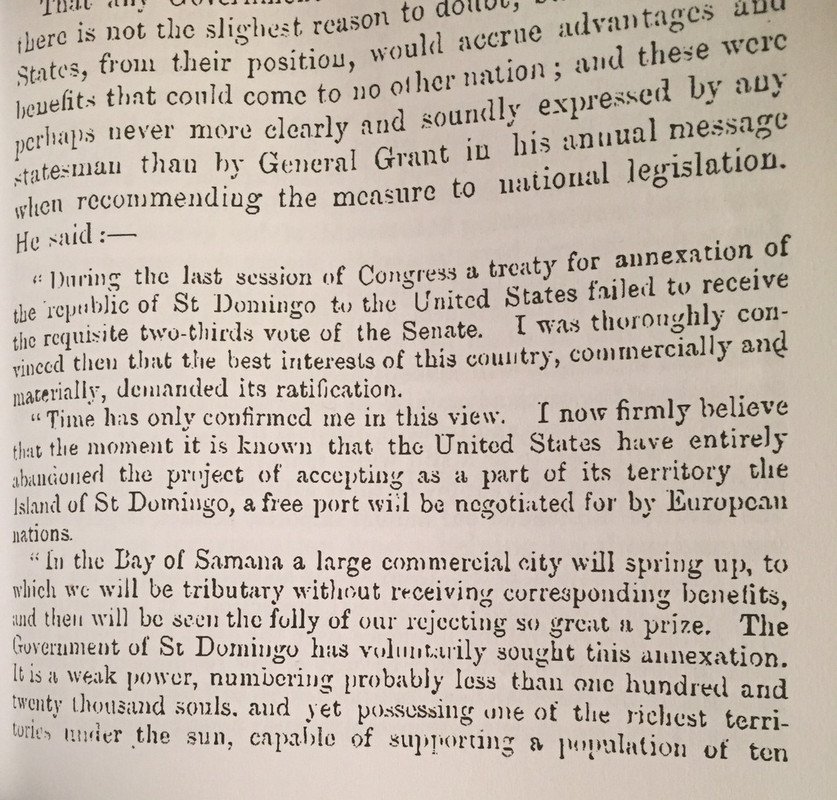 That any Govern
there is not the slighest reason to doubt,
States, from their position, would accrue advantages and
benefits that could come to no other nation ; and these were
perhaps never more clearly and soundly expressed by any
statesman than by General Grant in his annual message
when recommending the measure to national legislation.
He said :—
“ During the last session of Congress a treaty for annexation of
the republic of St Domingo to the United States failed to receive
the requisite two-thirds vote of the Senate. I was thoroughly con-
vinced then that the best interests of this country, commercially and
materially, demanded its ratification.
“ Time has only confirmed me in this view. I now firmly believe
that the moment it is known that the United States have entirely
abandoned the project of accepting as a part of its territory the
Island of St Domingo, a free port will be negotiated for by European
nations.
“ In the Bay of Samana a large commercial city will spring up, to
which we will be tributary without receiving corresponding benefits,
and then will be seen the folly of our rejecting so great a prize. The
Government of St Domingo has voluntarily sought this annexation.
It is a weak power, numbering probably less than one hundred and
twenty thousand souls, and yet possessing one of the richest terri-
tories under the sun, capable of supporting a population of ten